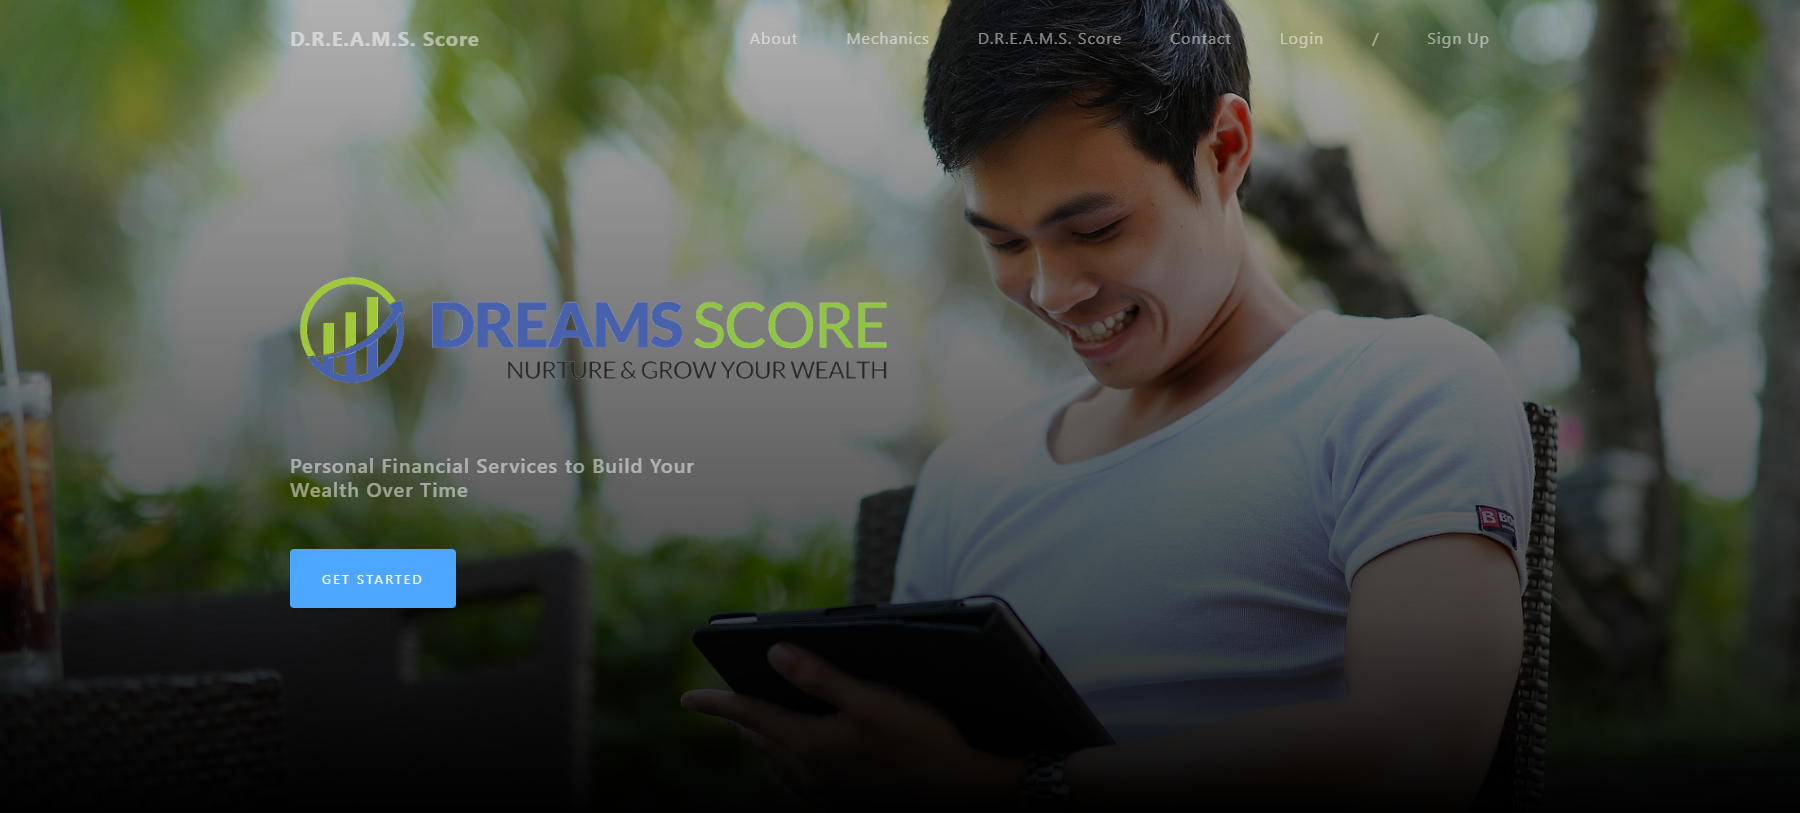 D.R.E.A.M.S. Score
About Mechanics D.R.E.A.M.S. Score Contact Login / Sign Up
DREAMS SCORE
NURTURE & GROW YOUR WEALTH
Personal Financial Services to Build Your
Wealth Over Time
GET STARTED
B